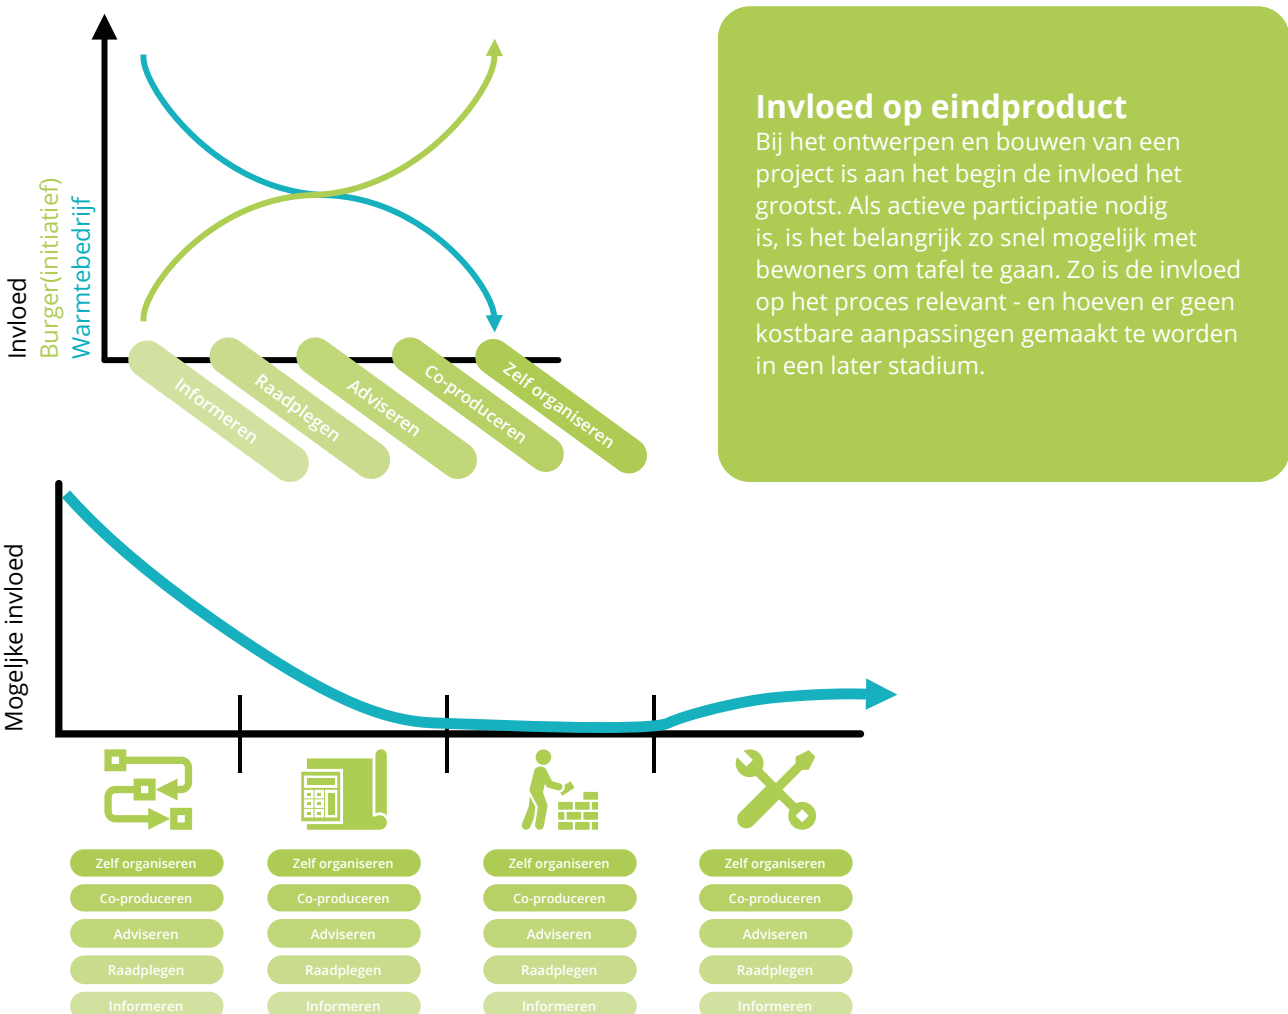 Invloed
Burger(initiatief)
Warmtebedrijf
Informeren
Raadplegen
Adviseren
Co-produceren
Zelf organiseren
Invloed op eindproduct
Bij het ontwerpen en bouwen van een
project is aan het begin de invloed het
grootst. Als actieve participatie nodig
is, is het belangrijk zo snel mogelijk met
bewoners om tafel te gaan. Zo is de invloed
op het proces relevant - en hoeven er geen
kostbare aanpassingen gemaakt te worden
in een later stadium.
Mogelijke invloed
Zelf organiseren
Co-produceren
Adviseren
Raadplegen
Informeren
Zelf organiseren
Co-produceren
Adviseren
Raadplegen
Informeren
Zelf organiseren
Co-produceren
Adviseren
Raadplegen
Informeren
Zelf organiseren
Co-produceren
Adviseren
Raadplegen
Informeren